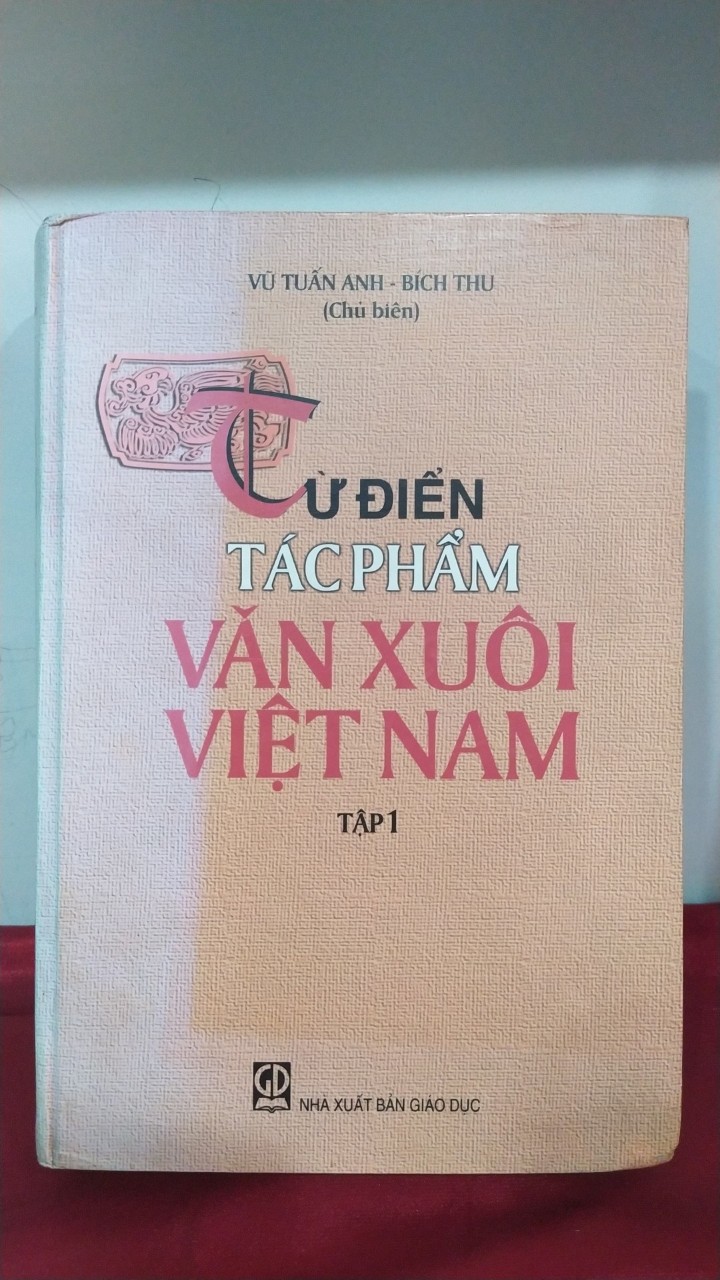 VŨ TUẤN ANH - BÍCH THU
(Chủ biên)
TỪ ĐIỂN
TÁC PHẨM
VĂN XUÔI
VIỆT NAM
TẬP 1
GD
NHÀ XUẤT BẢN GIÁO DỤC